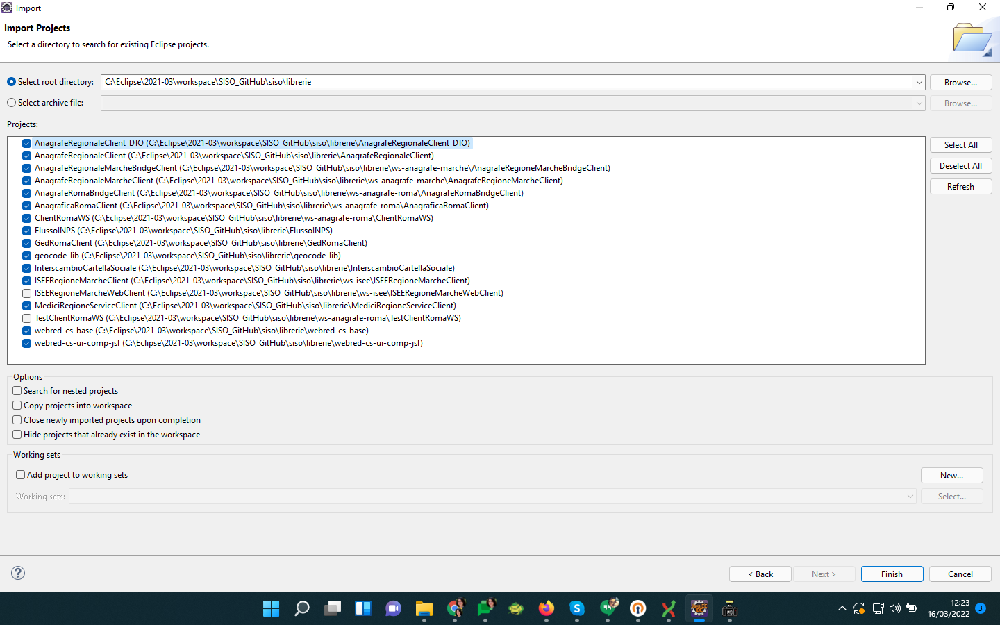 Import
Import Projects
Select a directory to search for existing Eclipse projects.
Select root directory: C:\Eclipse\2021-03\workspace\SISO_GitHub\siso\librerie Browse...
Select archive file: Browse...
Projects:
AnagrafeRegionaleClient_DTO (C:\Eclipse\2021-03\workspace\SISO_GitHub\siso\librerie\AnagrafeRegionaleClient_DTO)
AnagrafeRegionaleClient (C:\Eclipse\2021-03\workspace\SISO_GitHub\siso\librerie\AnagrafeRegionaleClient)
AnagrafeRegionaleMarcheBridgeClient (C:\Eclipse\2021-03\workspace\SISO_GitHub\siso\librerie\ws-anagrafe-marche\AnagrafeRegioneMarcheBridgeClient)
AnagrafeRegionaleMarcheClient (C:\Eclipse\2021-03\workspace\SISO_GitHub\siso\librerie\ws-anagrafe-marche\AnagrafeRegioneMarcheClient)
AnagrafeRomaBridgeClient (C:\Eclipse\2021-03\workspace\SISO_GitHub\siso\librerie\ws-anagrafe-roma\AnagrafeRomaBridgeClient)
AnagraficaRomaClient (C:\Eclipse\2021-03\workspace\SISO_GitHub\siso\librerie\ws-anagrafe-roma\AnagraficaRomaClient)
ClientRomaWS (C:\Eclipse\2021-03\workspace\SISO_GitHub\siso\librerie\ws-anagrafe-roma\ClientRomaWS)
FlussoINPS (C:\Eclipse\2021-03\workspace\SISO_GitHub\siso\librerie\FlussoINPS)
GedRomaClient (C:\Eclipse\2021-03\workspace\SISO_GitHub\siso\librerie\GedRomaClient)
geocode-lib (C:\Eclipse\2021-03\workspace\SISO_GitHub\siso\librerie\geocode-lib)
InterscambioCartellaSociale (C:\Eclipse\2021-03\workspace\SISO_GitHub\siso\librerie\InterscambioCartellaSociale)
ISEERegioneMarcheClient (C:\Eclipse\2021-03\workspace\SISO_GitHub\siso\librerie\ws-isee\ISEERegioneMarcheClient)
ISEERegioneMarcheWebClient (C:\Eclipse\2021-03\workspace\SISO_GitHub\siso\librerie\ws-isee\ISEERegioneMarcheWebClient)
MediciRegioneServiceClient (C:\Eclipse\2021-03\workspace\SISO_GitHub\siso\librerie\MediciRegioneServiceClient)
TestClientRomaWS (C:\Eclipse\2021-03\workspace\SISO_GitHub\siso\librerie\ws-anagrafe-roma\TestClientRomaWS)
webred-cs-base (C:\Eclipse\2021-03\workspace\SISO_GitHub\siso\librerie\webred-cs-base)
webred-cs-ui-comp-jsf (C:\Eclipse\2021-03\workspace\SISO_GitHub\siso\librerie\webred-cs-ui-comp-jsf)
Select All
Deselect All
Refresh
Options
Search for nested projects
Copy projects into workspace
Close newly imported projects upon completion
Hide projects that already exist in the workspace
Working sets
Add project to working sets New...
Working sets: Select...
? < Back Next > Finish Cancel
12:23
16/03/2022 3